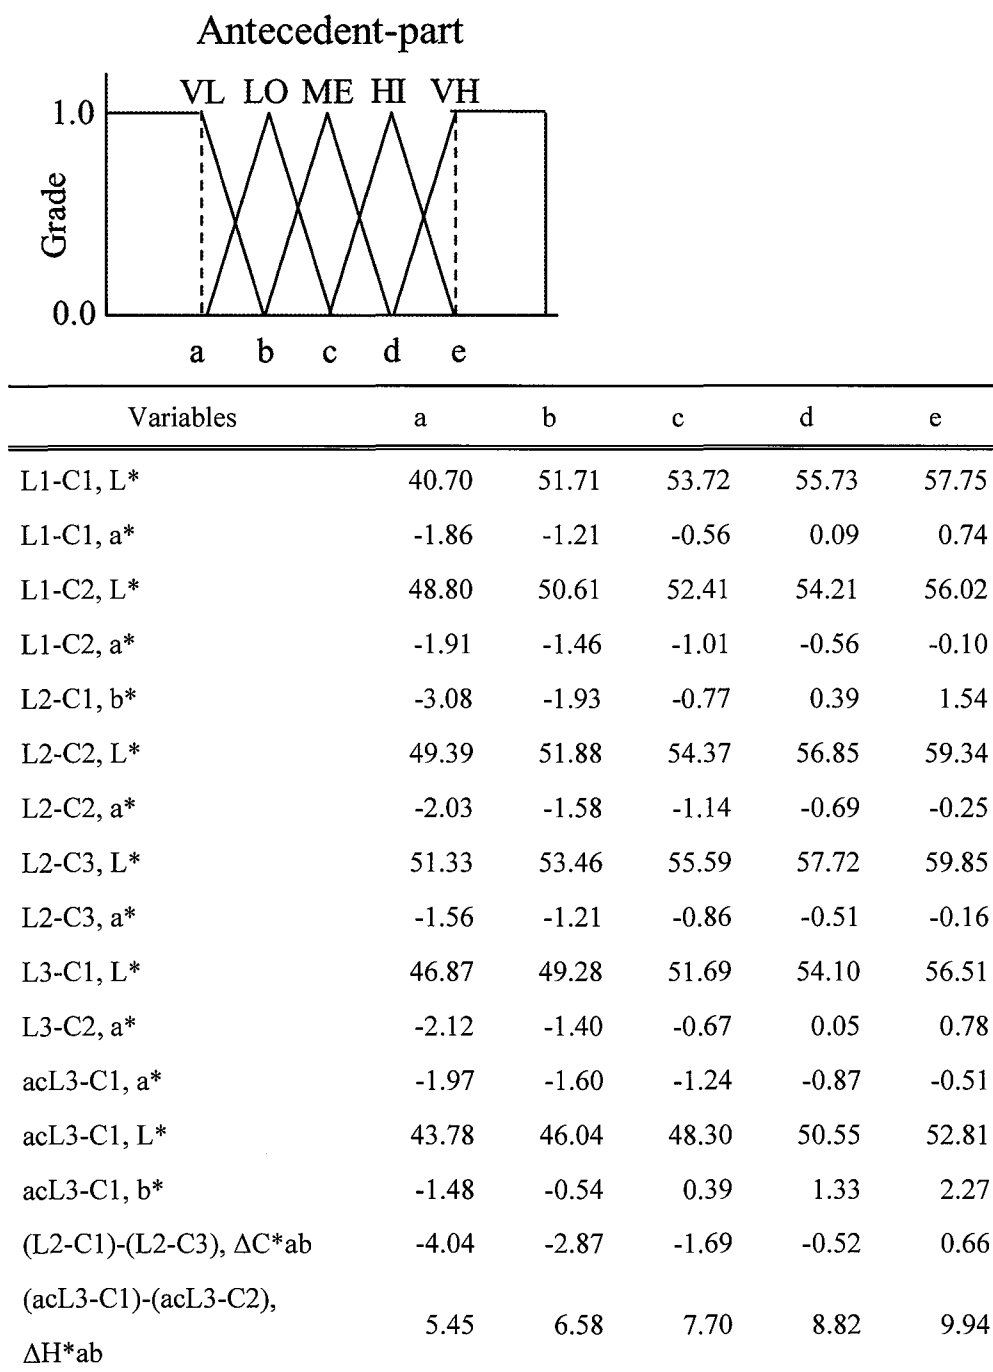 Antecedent-part
VL LO ME HI VH
1.0
Grade
0.0
a b c d e
Variables a b c d e
L1-C1, L* 40.70 51.71 53.72 55.73 57.75
L1-C1, a* -1.86 -1.21 -0.56 0.09 0.74
L1-C2, L* 48.80 50.61 52.41 54.21 56.02
L1-C2, a* -1.91 -1.46 -1.01 -0.56 -0.10
L2-C1, b* -3.08 -1.93 -0.77 0.39 1.54
L2-C2, L* 49.39 51.88 54.37 56.85 59.34
L2-C2, a* -2.03 -1.58 -1.14 -0.69 -0.25
L2-C3, L* 51.33 53.46 55.59 57.72 59.85
L2-C3, a* -1.56 -1.21 -0.86 -0.51 -0.16
L3-C1, L* 46.87 49.28 51.69 54.10 56.51
L3-C2, a* -2.12 -1.40 -0.67 0.05 0.78
acL3-C1, a* -1.97 -1.60 -1.24 -0.87 -0.51
acL3-C1, L* 43.78 46.04 48.30 50.55 52.81
acL3-C1, b* -1.48 -0.54 0.39 1.33 2.27
(L2-C1)-(L2-C3), ΔC*ab -4.04 -2.87 -1.69 -0.52 0.66
(acL3-C1)-(acL3-C2),
5.45 6.58 7.70 8.82 9.94
ΔH*ab